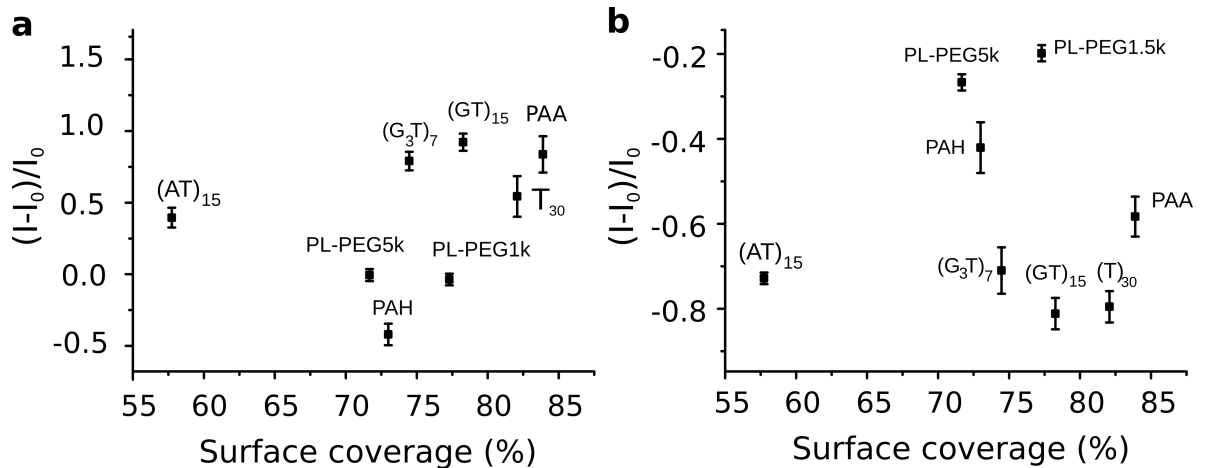 a
(I-I₀)/I₀
1.5
1.0
0.5
0.0
-0.5
(AT)₁₅
(G₃T)₇
(GT)₁₅
PAA
T₃₀
PL-PEG5k
PL-PEG1k
PAH
55 60 65 70 75 80 85
Surface coverage (%)
b
(I-I₀)/I₀
-0.2
-0.4
-0.6
-0.8
PL-PEG5k
PL-PEG1.5k
PAH
PAA
(AT)₁₅
(G₃T)₇
(GT)₁₅
(T)₃₀
55 60 65 70 75 80 85
Surface coverage (%)